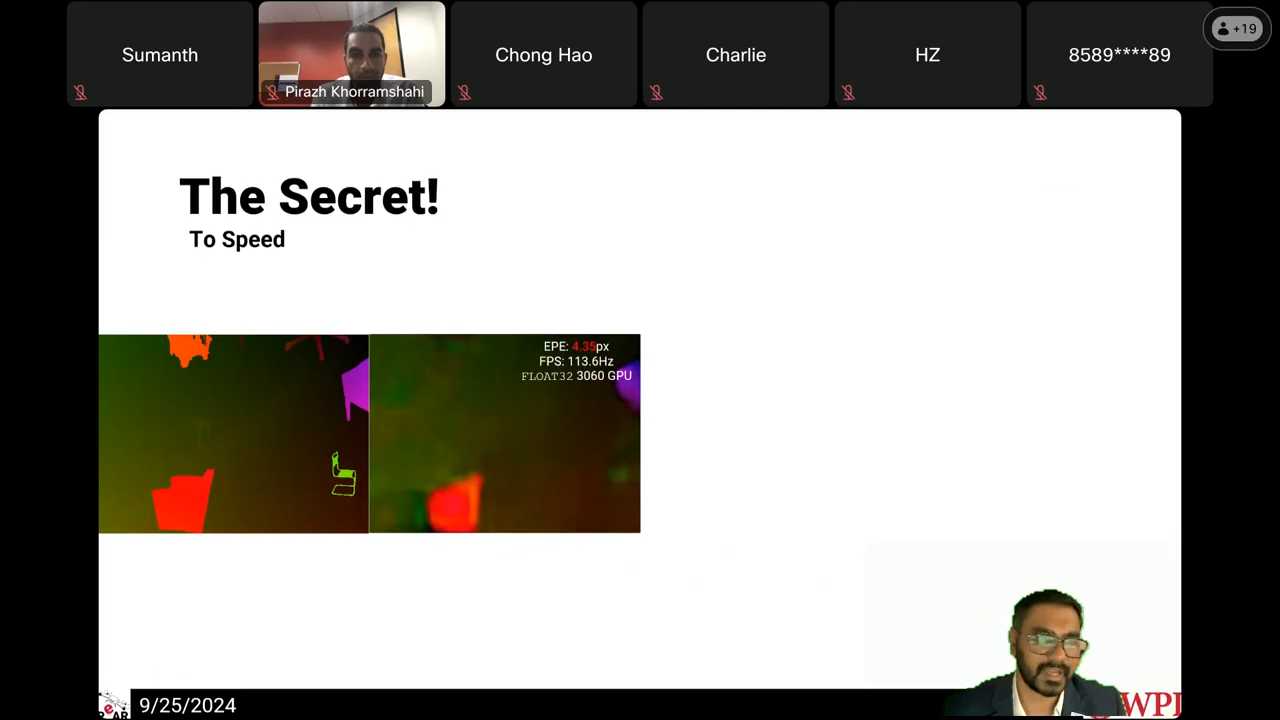 Sumanth
Pirazh Khorramshahi
Chong Hao
Charlie
HZ
8589****89
+19
The Secret!
To Speed
EPE: 4.35px
FPS: 113.6Hz
FLOAT32 3060 GPU
9/25/2024
WPI